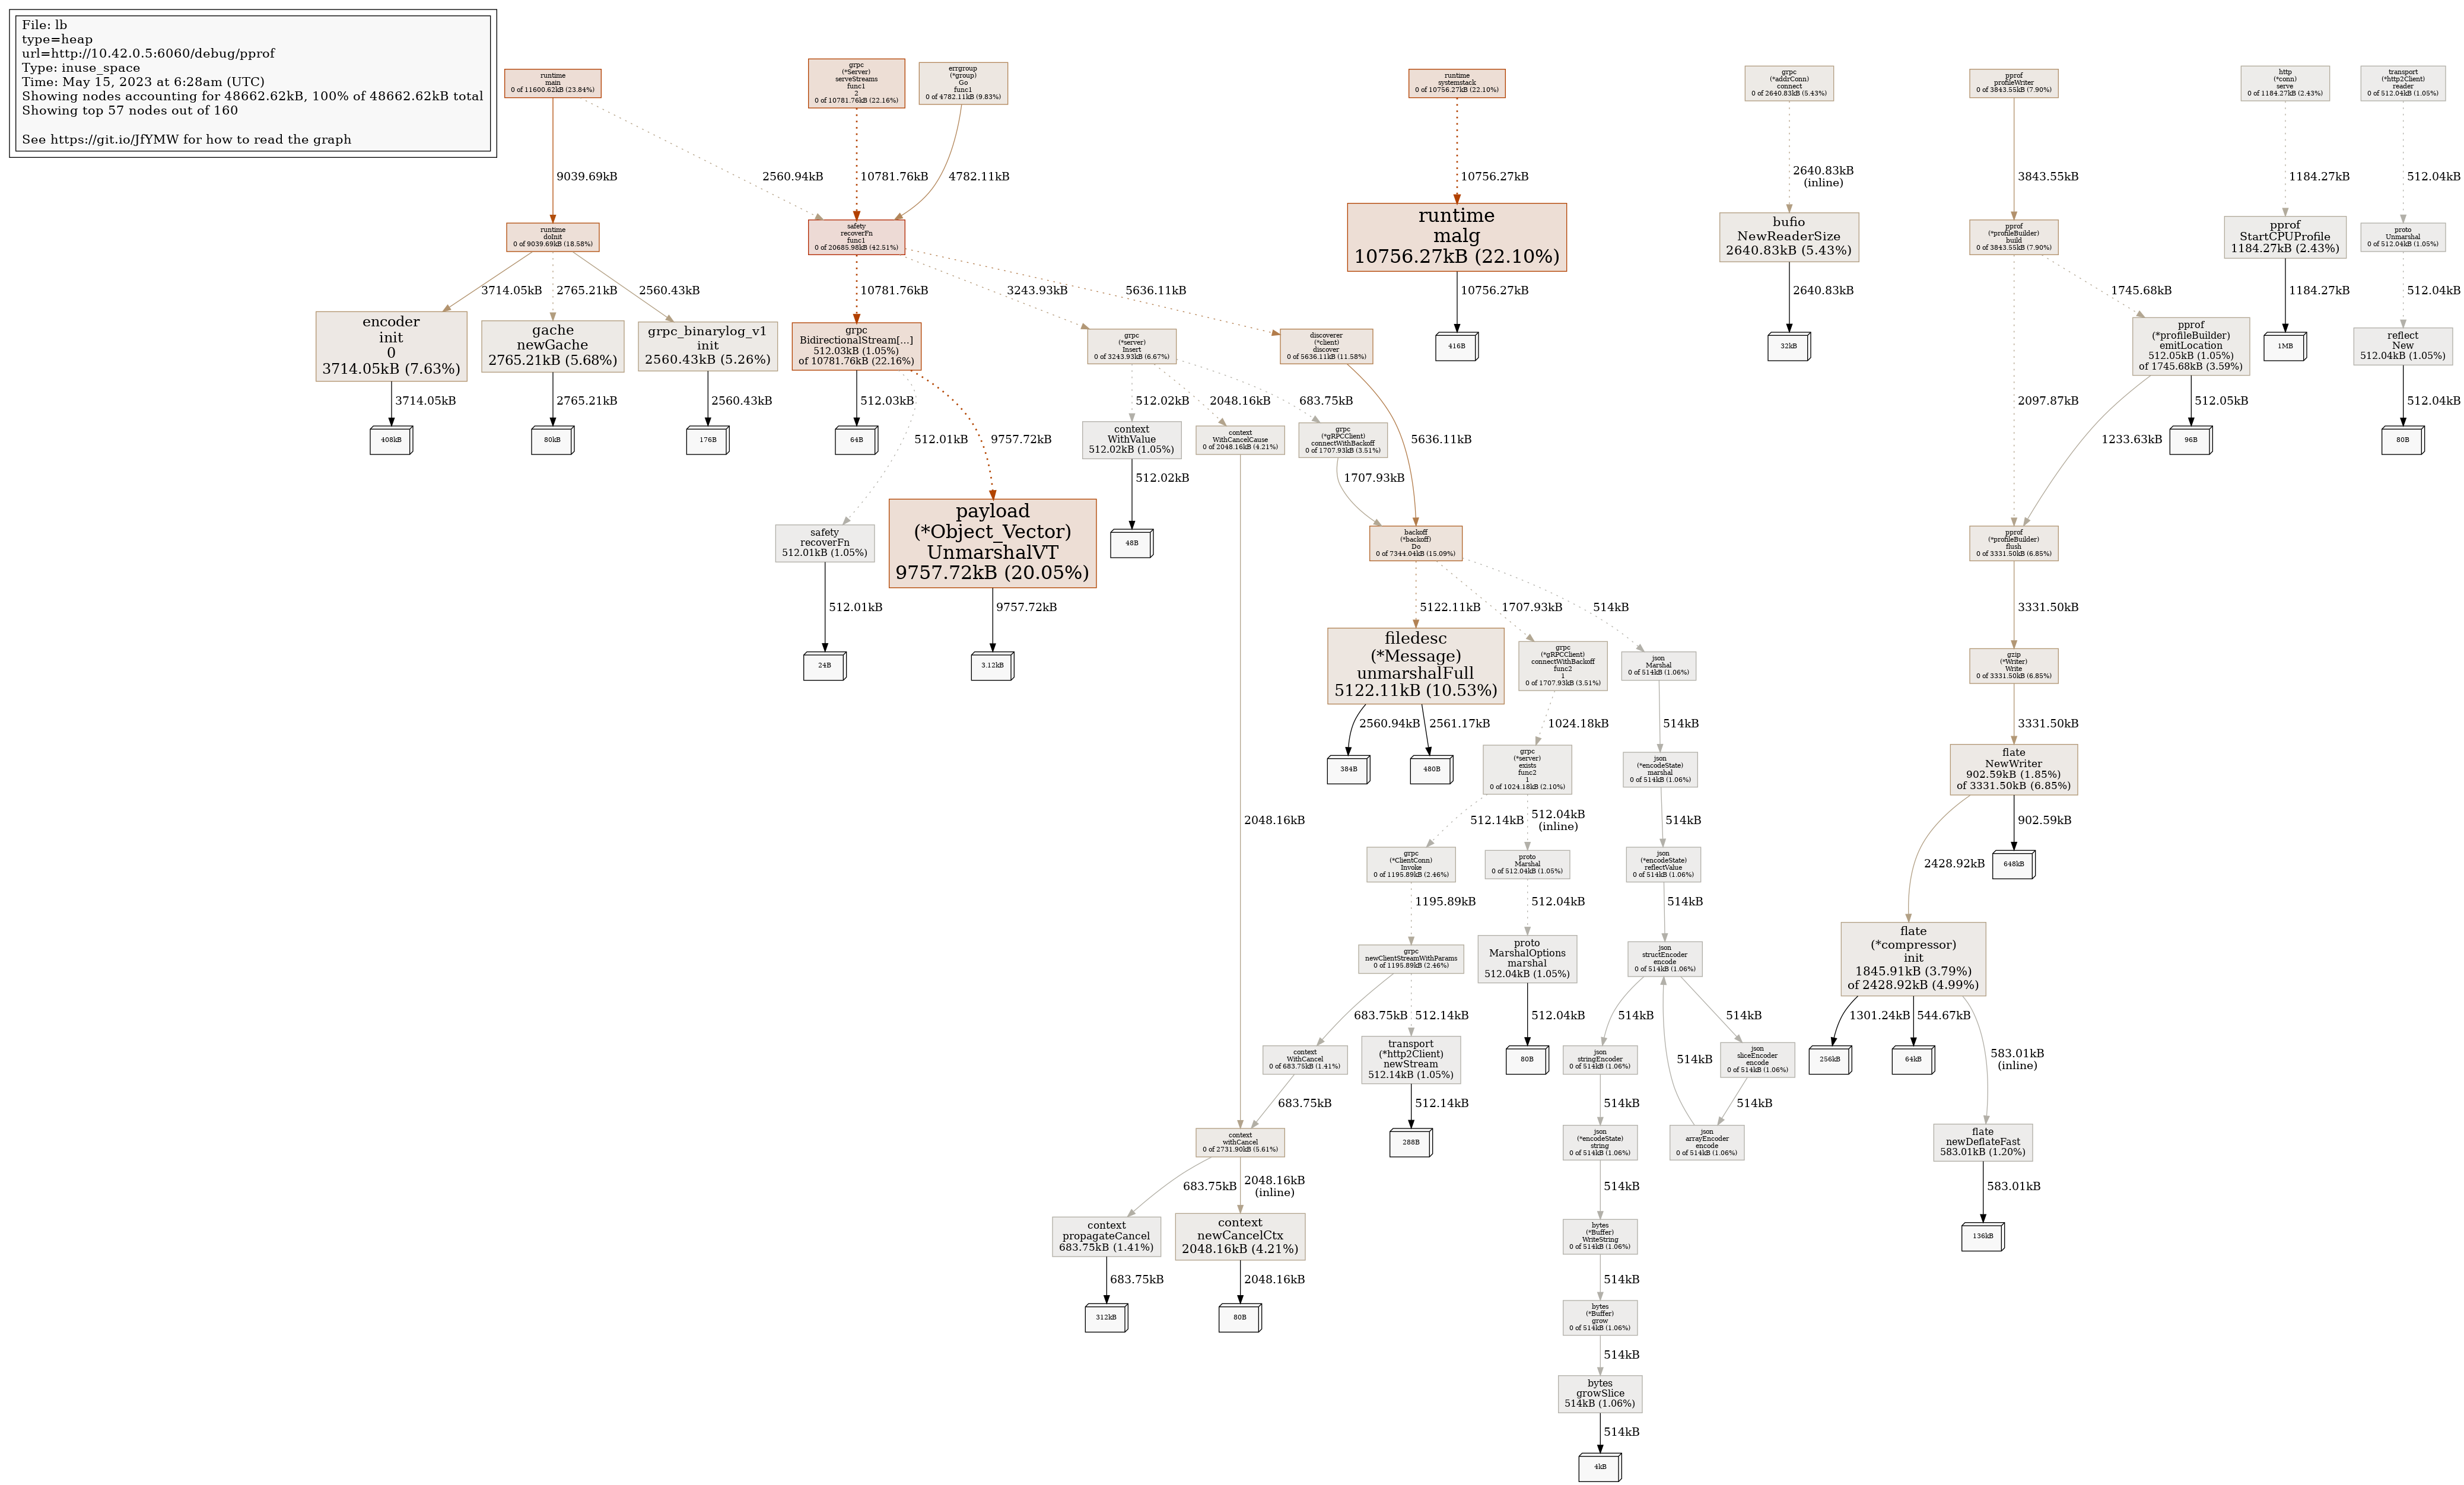 File: lb
type=heap
url=http://10.42.0.5:6060/debug/pprof
Type: inuse_space
Time: May 15, 2023 at 6:28am (UTC)
Showing nodes accounting for 48662.62kB, 100% of 48662.62kB total
Showing top 57 nodes out of 160
See https://git.io/JfYMW for how to read the graph
runtime
main
0 of 11600.62kB (23.84%)
grpc
(*Server)
serveStreams
func1
2
0 of 10781.76kB (22.16%)
errgroup
(*group)
Go
func1
0 of 4782.11kB (9.83%)
runtime
systemstack
0 of 10756.27kB (22.10%)
grpc
(*addrConn)
connect
0 of 2640.83kB (5.43%)
pprof
profileWriter
0 of 3843.55kB (7.90%)
http
(*conn)
serve
0 of 1184.27kB (2.43%)
transport
(*http2Client)
reader
0 of 512.04kB (1.05%)
9039.69kB
2560.94kB
10781.76kB
4782.11kB
10756.27kB
2640.83kB
(inline)
3843.55kB
1184.27kB
512.04kB
runtime
doInit
0 of 9039.69kB (18.58%)
safety
recoverFn
func1
0 of 20685.98kB (42.51%)
runtime
malg
10756.27kB (22.10%)
bufio
NewReaderSize
2640.83kB (5.43%)
pprof
(*profileBuilder)
build
0 of 3843.55kB (7.90%)
pprof
StartCPUProfile
1184.27kB (2.43%)
proto
Unmarshal
0 of 512.04kB (1.05%)
3714.05kB
2765.21kB
2560.43kB
10781.76kB
3243.93kB
5636.11kB
10756.27kB
2640.83kB
1745.68kB
1184.27kB
512.04kB
encoder
init
0
3714.05kB (7.63%)
gache
newGache
2765.21kB (5.68%)
grpc_binarylog_v1
init
2560.43kB (5.26%)
grpc
BidirectionalStream[...]
512.03kB (1.05%)
of 10781.76kB (22.16%)
grpc
(*server)
Insert
0 of 3243.93kB (6.67%)
discoverer
(*client)
discover
0 of 5636.11kB (11.58%)
416B
32kB
pprof
(*profileBuilder)
emitLocation
512.05kB (1.05%)
of 1745.68kB (3.59%)
1MB
reflect
New
512.04kB (1.05%)
3714.05kB
2765.21kB
2560.43kB
512.03kB
512.01kB
9757.72kB
512.02kB
2048.16kB
683.75kB
5636.11kB
2097.87kB
1233.63kB
512.05kB
512.04kB
408kB
80kB
176B
64B
context
WithValue
512.02kB (1.05%)
context
WithCancelCause
0 of 2048.16kB (4.21%)
grpc
(*gRPCClient)
connectWithBackoff
0 of 1707.93kB (3.51%)
96B
80B
512.02kB
1707.93kB
safety
recoverFn
512.01kB (1.05%)
payload
(*Object_Vector)
UnmarshalVT
9757.72kB (20.05%)
48B
backoff
(*backoff)
Do
0 of 7344.04kB (15.09%)
pprof
(*profileBuilder)
flush
0 of 3331.50kB (6.85%)
512.01kB
9757.72kB
5122.11kB
1707.93kB
514kB
3331.50kB
24B
3.12kB
filedesc
(*Message)
unmarshalFull
5122.11kB (10.53%)
grpc
(*gRPCClient)
connectWithBackoff
func2
1
0 of 1707.93kB (3.51%)
json
Marshal
0 of 514kB (1.06%)
gzip
(*Writer)
Write
0 of 3331.50kB (6.85%)
2560.94kB
2561.17kB
1024.18kB
514kB
3331.50kB
384B
480B
grpc
(*server)
exists
func2
1
0 of 1024.18kB (2.10%)
json
(*encodeState)
marshal
0 of 514kB (1.06%)
flate
NewWriter
902.59kB (1.85%)
of 3331.50kB (6.85%)
2048.16kB
512.14kB
512.04kB
(inline)
514kB
2428.92kB
902.59kB
grpc
(*ClientConn)
Invoke
0 of 1195.89kB (2.46%)
proto
Marshal
0 of 512.04kB (1.05%)
json
(*encodeState)
reflectValue
0 of 514kB (1.06%)
648kB
1195.89kB
512.04kB
514kB
grpc
newClientStreamWithParams
0 of 1195.89kB (2.46%)
proto
MarshalOptions
marshal
512.04kB (1.05%)
json
structEncoder
encode
0 of 514kB (1.06%)
flate
(*compressor)
init
1845.91kB (3.79%)
of 2428.92kB (4.99%)
683.75kB
512.14kB
512.04kB
514kB
514kB
1301.24kB
544.67kB
583.01kB
(inline)
context
WithCancel
0 of 683.75kB (1.41%)
transport
(*http2Client)
newStream
512.14kB (1.05%)
80B
json
stringEncoder
encode
0 of 514kB (1.06%)
514kB
json
sliceEncoder
encode
0 of 514kB (1.06%)
256kB
64kB
683.75kB
512.14kB
514kB
514kB
context
withCancel
0 of 2731.90kB (5.61%)
288B
json
(*encodeState)
string
0 of 514kB (1.06%)
json
arrayEncoder
encode
0 of 514kB (1.06%)
flate
newDeflateFast
583.01kB (1.20%)
683.75kB
2048.16kB
(inline)
514kB
583.01kB
context
propagateCancel
683.75kB (1.41%)
context
newCancelCtx
2048.16kB (4.21%)
bytes
(*Buffer)
WriteString
0 of 514kB (1.06%)
136kB
683.75kB
2048.16kB
514kB
312kB
80B
bytes
(*Buffer)
grow
0 of 514kB (1.06%)
514kB
bytes
growSlice
514kB (1.06%)
514kB
4kB